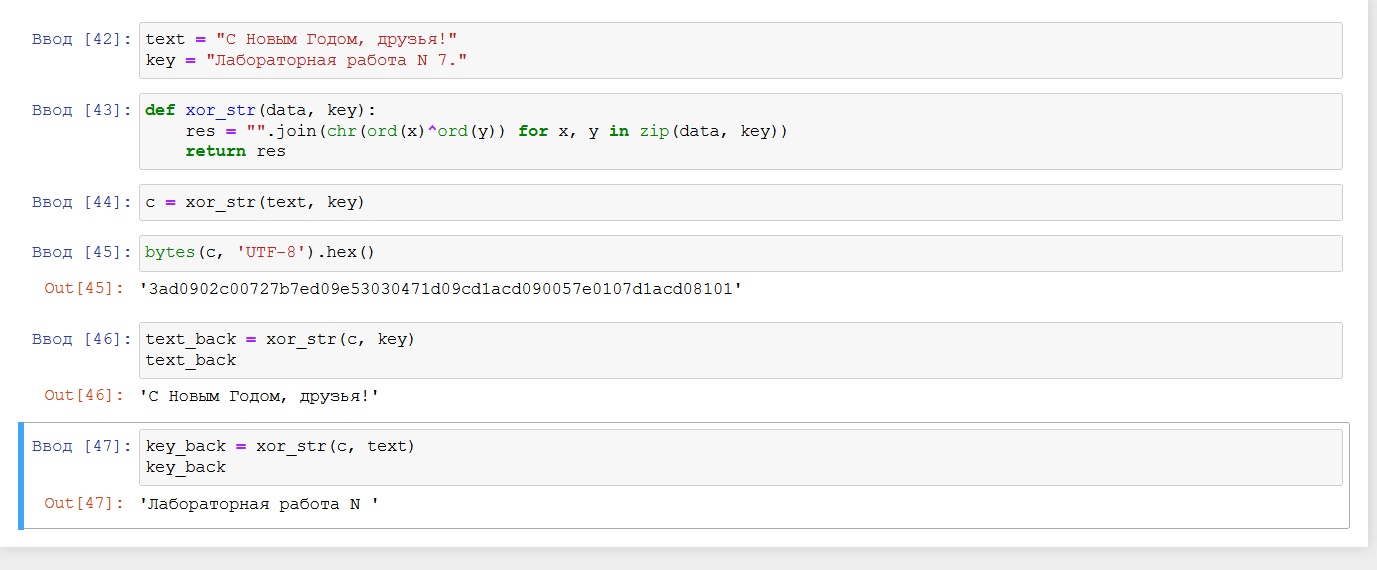 Ввод [42]: text = "С Новым Годом, друзья!"
key = "Лабораторная работа N 7."
Ввод [43]: def xor_str(data, key):
    res = "".join(chr(ord(x)^ord(y)) for x, y in zip(data, key))
    return res
Ввод [44]: c = xor_str(text, key)
Ввод [45]: bytes(c, 'UTF-8').hex()
Out[45]: '3ad0902c00727b7ed09e53030471d09cd1acd090057e0107d1acd08101'
Ввод [46]: text_back = xor_str(c, key)
text_back
Out[46]: 'С Новым Годом, друзья!'
Ввод [47]: key_back = xor_str(c, text)
key_back
Out[47]: 'Лабораторная работа N '